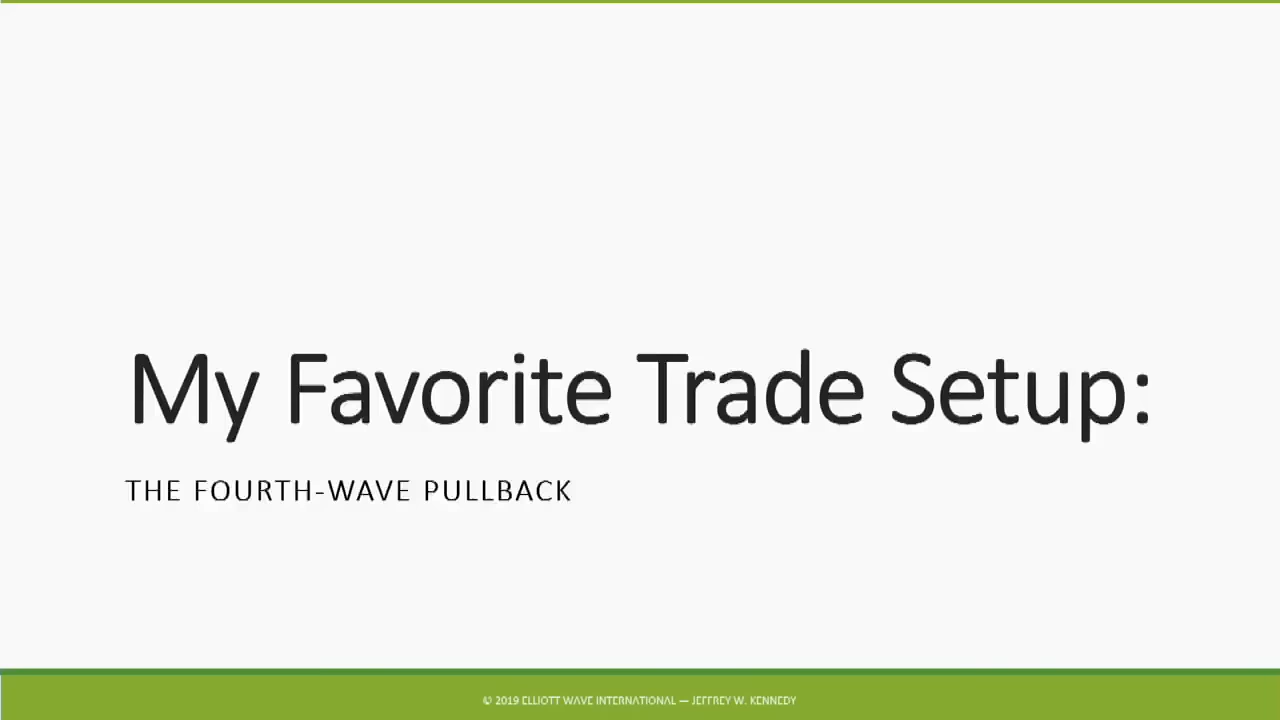 My Favorite Trade Setup:
THE FOURTH-WAVE PULLBACK
© 2019 ELLIOTT WAVE INTERNATIONAL — JEFFREY W. KENNEDY